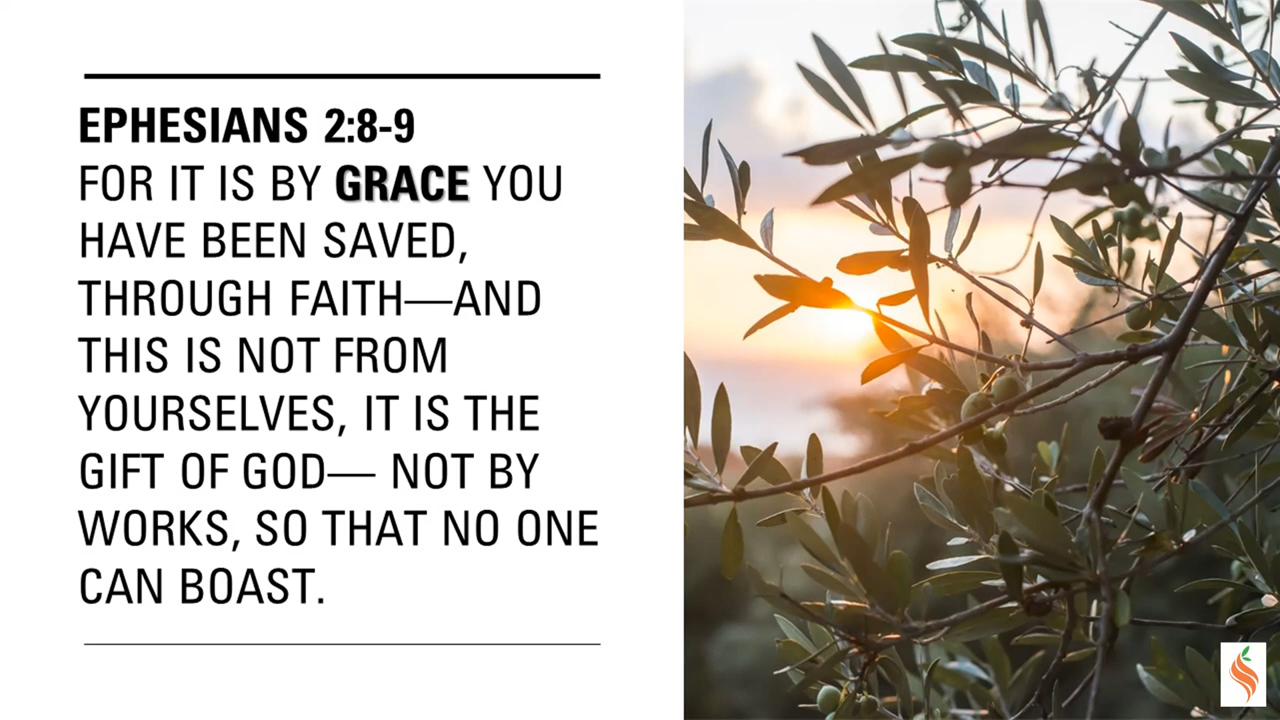 EPHESIANS 2:8-9
FOR IT IS BY GRACE YOU
HAVE BEEN SAVED,
THROUGH FAITH—AND
THIS IS NOT FROM
YOURSELVES, IT IS THE
GIFT OF GOD— NOT BY
WORKS, SO THAT NO ONE
CAN BOAST.